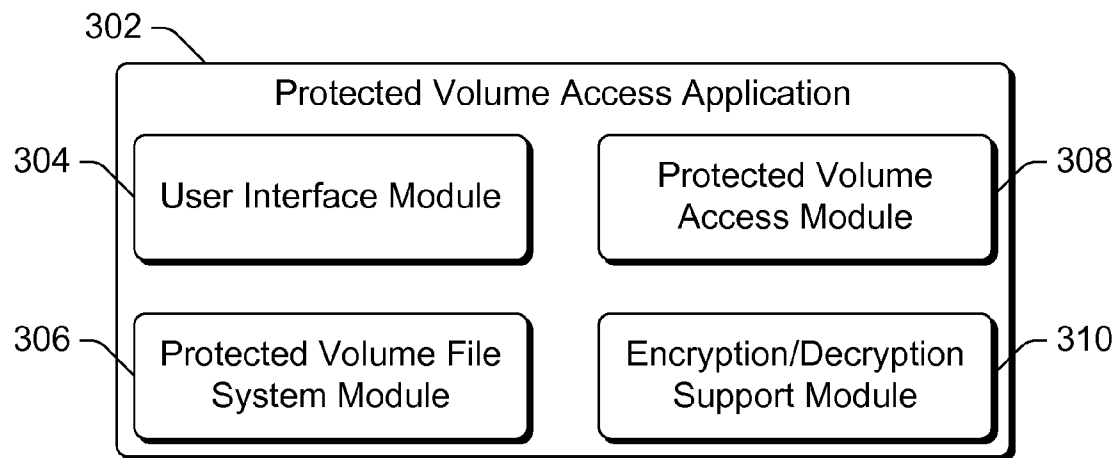 302
Protected Volume Access Application
304
User Interface Module
Protected Volume
Access Module
308
306
Protected Volume File
System Module
Encryption/Decryption
Support Module
310